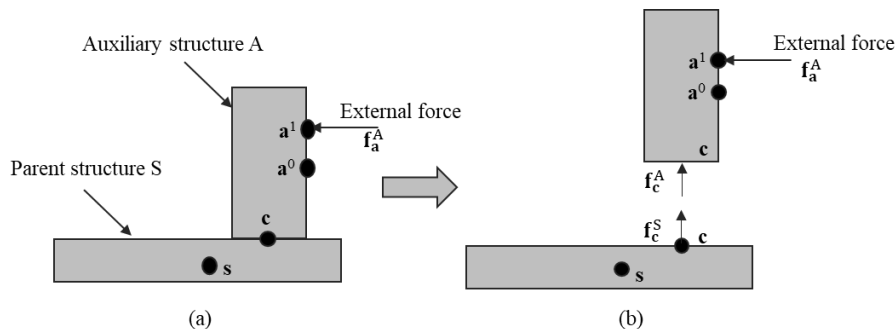 Auxiliary structure A
External force
a¹
f_a^A
a⁰
Parent structure S
c
s
(a)
External force
a¹
f_a^A
a⁰
c
f_c^A
f_c^S
c
s
(b)